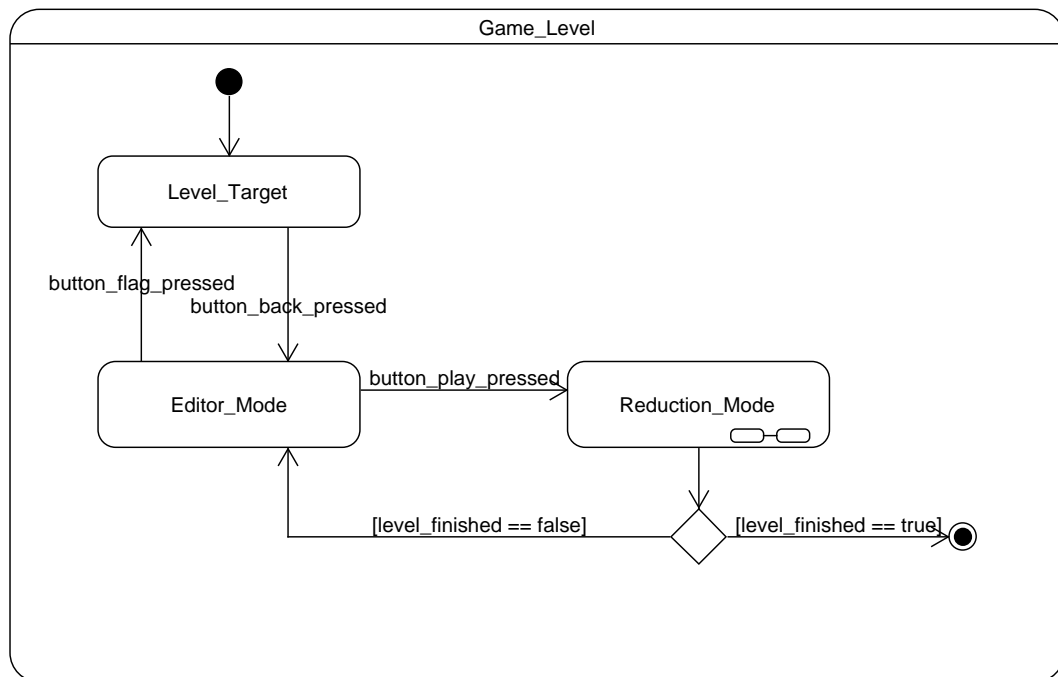 Game_Level
Level_Target
button_flag_pressed
button_back_pressed
button_play_pressed
Editor_Mode
Reduction_Mode
[level_finished == false]
[level_finished == true]